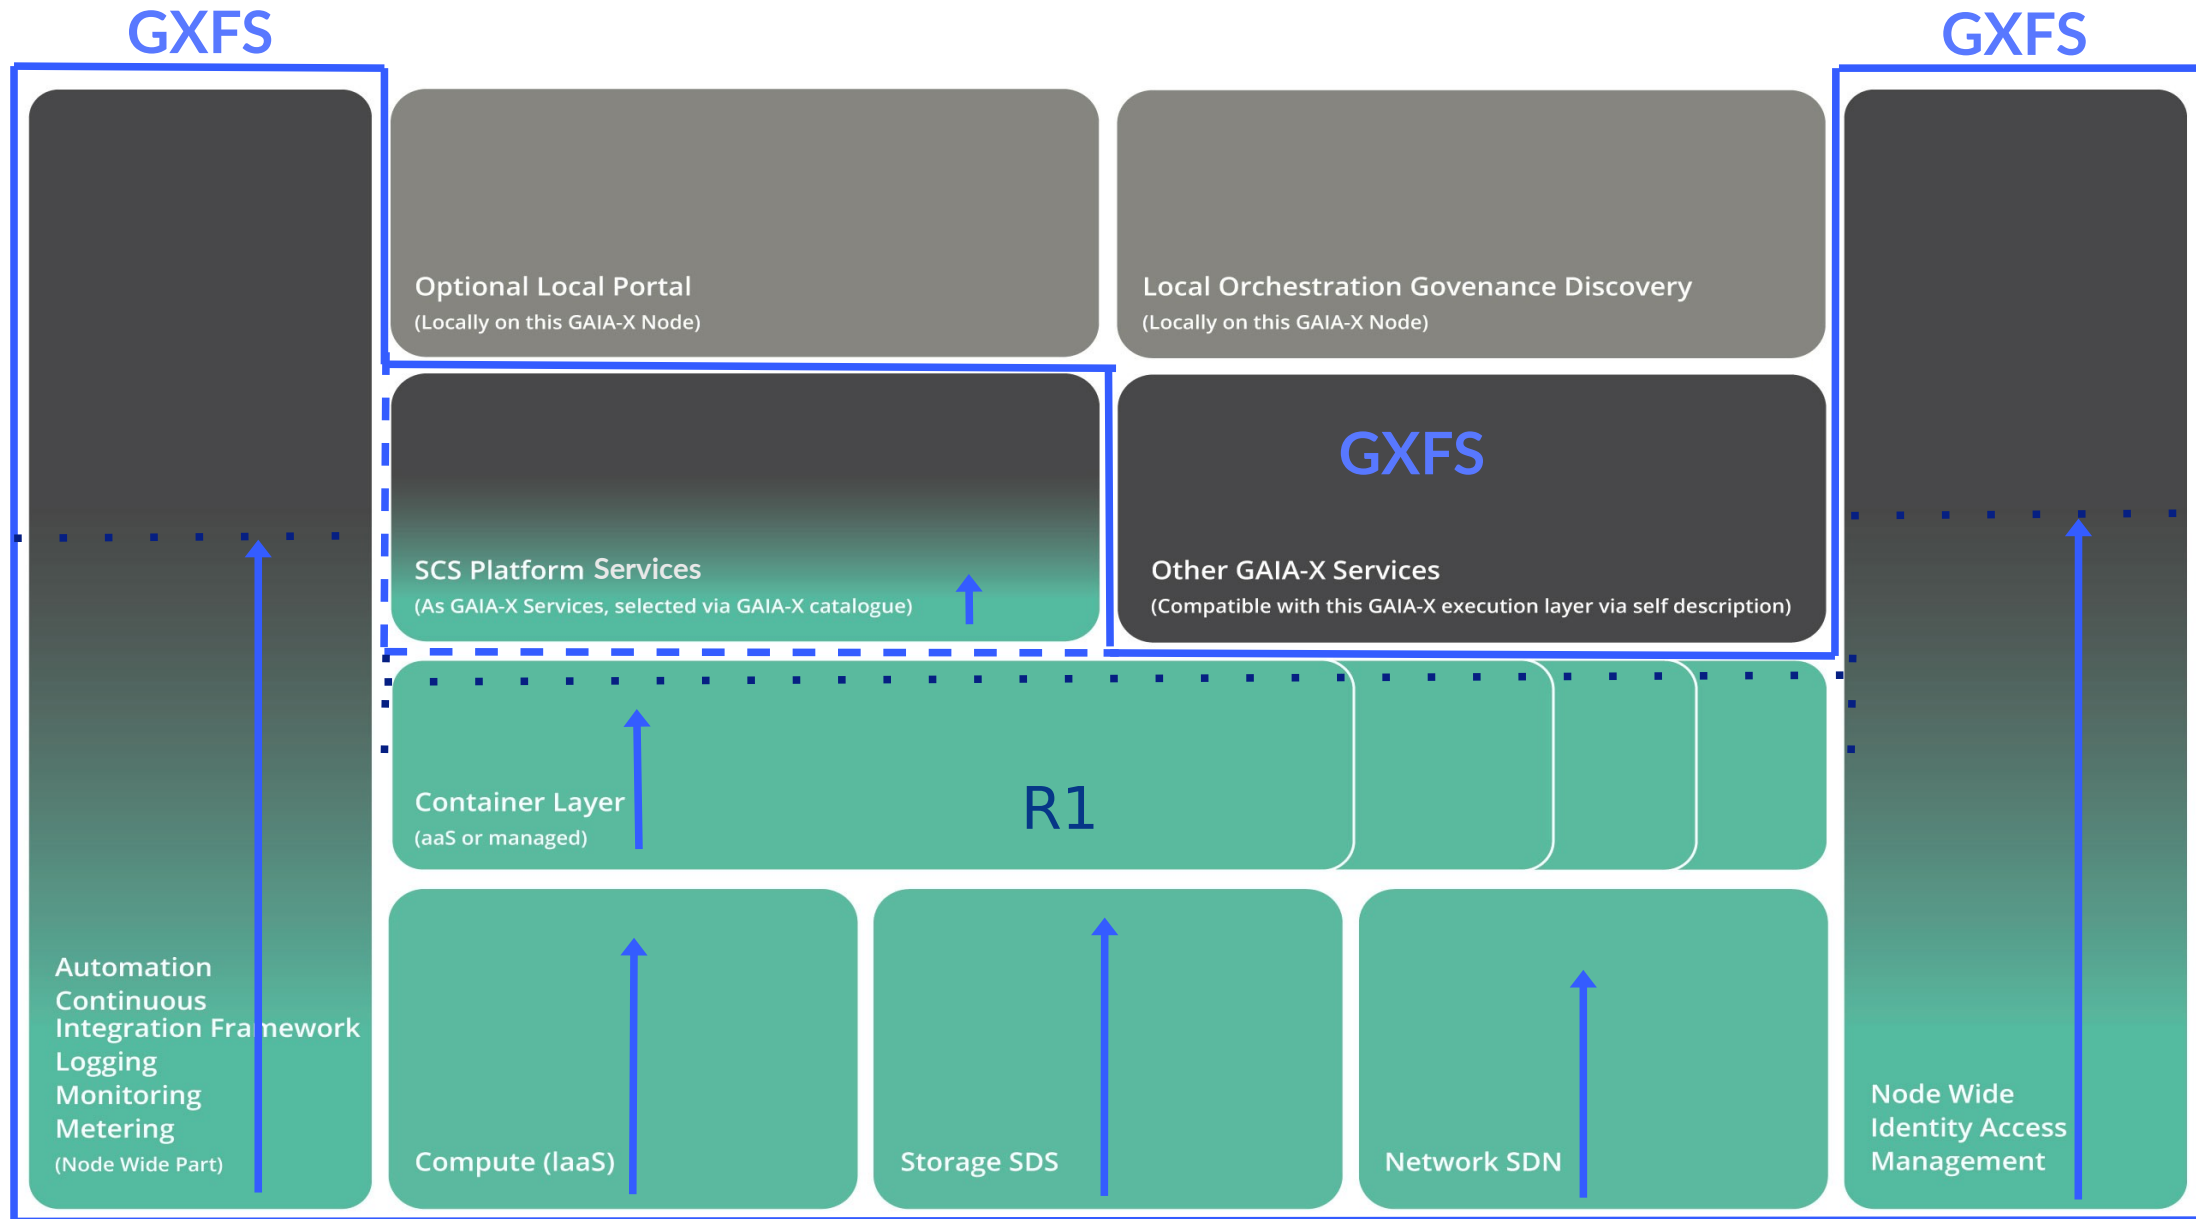 GXFS
GXFS
Optional Local Portal
(Locally on this GAIA-X Node)
Local Orchestration Govenance Discovery
(Locally on this GAIA-X Node)
GXFS
SCS Platform Services
(As GAIA-X Services, selected via GAIA-X catalogue)
Other GAIA-X Services
(Compatible with this GAIA-X execution layer via self description)
Container Layer
(aaS or managed)
R1
Automation
Continuous
Integration Framework
Logging
Monitoring
Metering
(Node Wide Part)
Compute (IaaS)
Storage SDS
Network SDN
Node Wide
Identity Access
Management